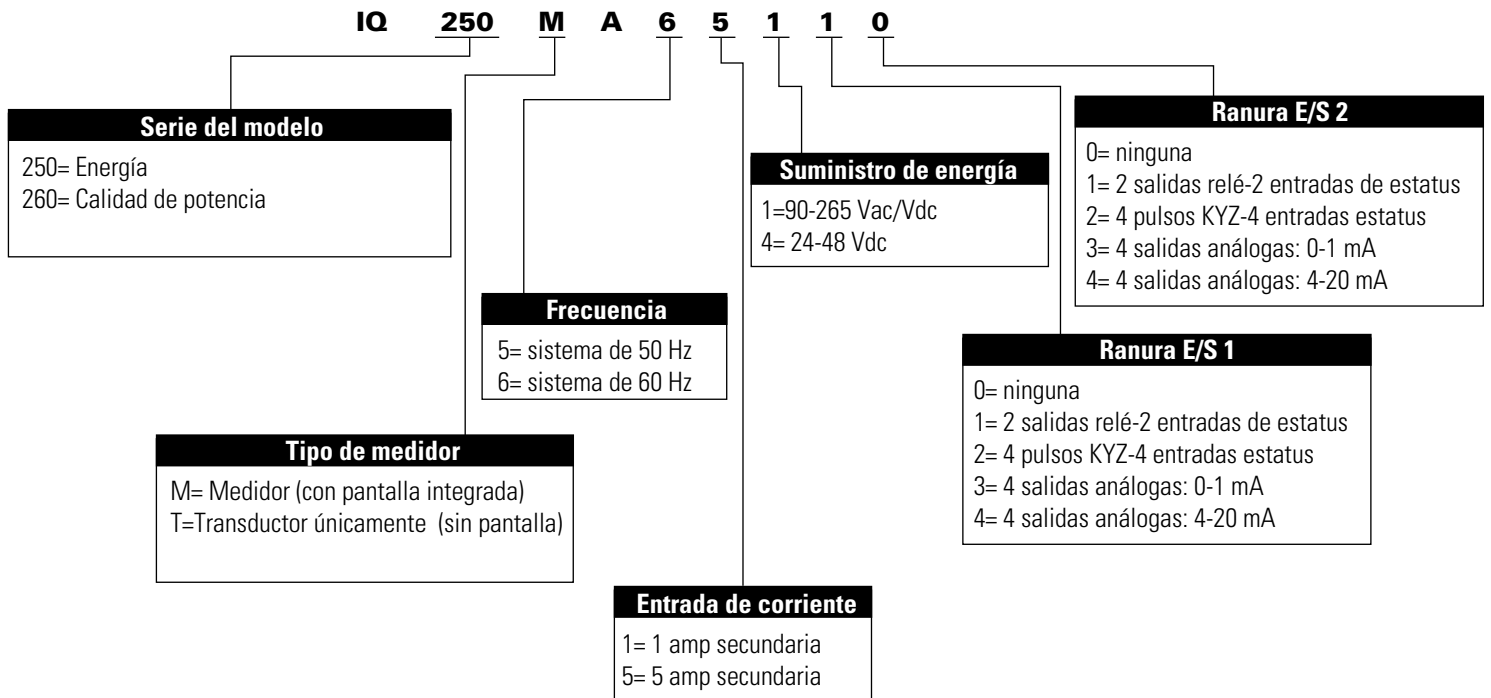 IQ 250 M A 6 5 1 1 0
Serie del modelo
250= Energía
260= Calidad de potencia
Tipo de medidor
M= Medidor (con pantalla integrada)
T=Transductor únicamente (sin pantalla)
Frecuencia
5= sistema de 50 Hz
6= sistema de 60 Hz
Entrada de corriente
1= 1 amp secundaria
5= 5 amp secundaria
Suministro de energía
1=90-265 Vac/Vdc
4= 24-48 Vdc
Ranura E/S 1
0= ninguna
1= 2 salidas relé-2 entradas de estatus
2= 4 pulsos KYZ-4 entradas estatus
3= 4 salidas análogas: 0-1 mA
4= 4 salidas análogas: 4-20 mA
Ranura E/S 2
0= ninguna
1= 2 salidas relé-2 entradas de estatus
2= 4 pulsos KYZ-4 entradas estatus
3= 4 salidas análogas: 0-1 mA
4= 4 salidas análogas: 4-20 mA